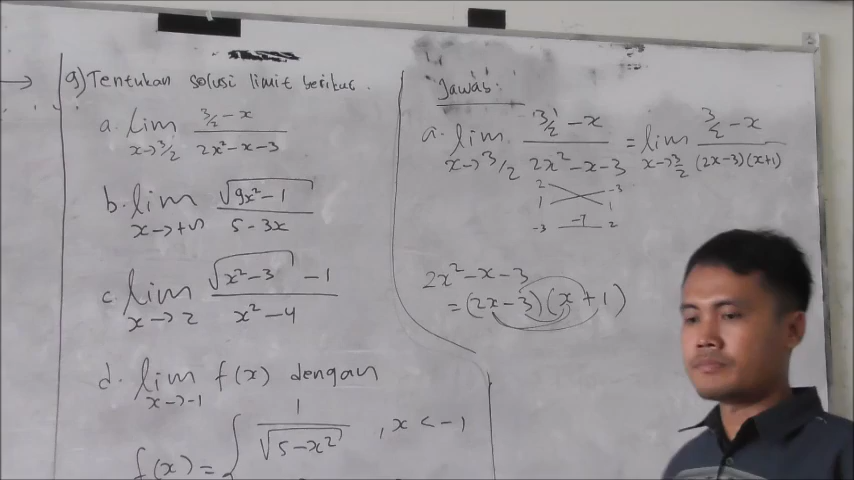 9) Tentukan solusi limit berikut.
a. lim x→3/2 (3/2 - x)/(2x² - x - 3)
b. lim x→+∞ √(9x² - 1)/(5 - 3x)
c. lim x→2 (√(x² - 3) - 1)/(x² - 4)
d. lim x→-1 f(x) dengan
f(x) = { 1/√(5 - x²) , x < -1
Jawab:
a. lim x→3/2 (3/2 - x)/(2x² - x - 3) = lim x→3/2 (3/2 - x)/((2x-3)(x+1))
2 -3
1 1
-3 -1 2
2x² - x - 3
= (2x - 3)(x + 1)